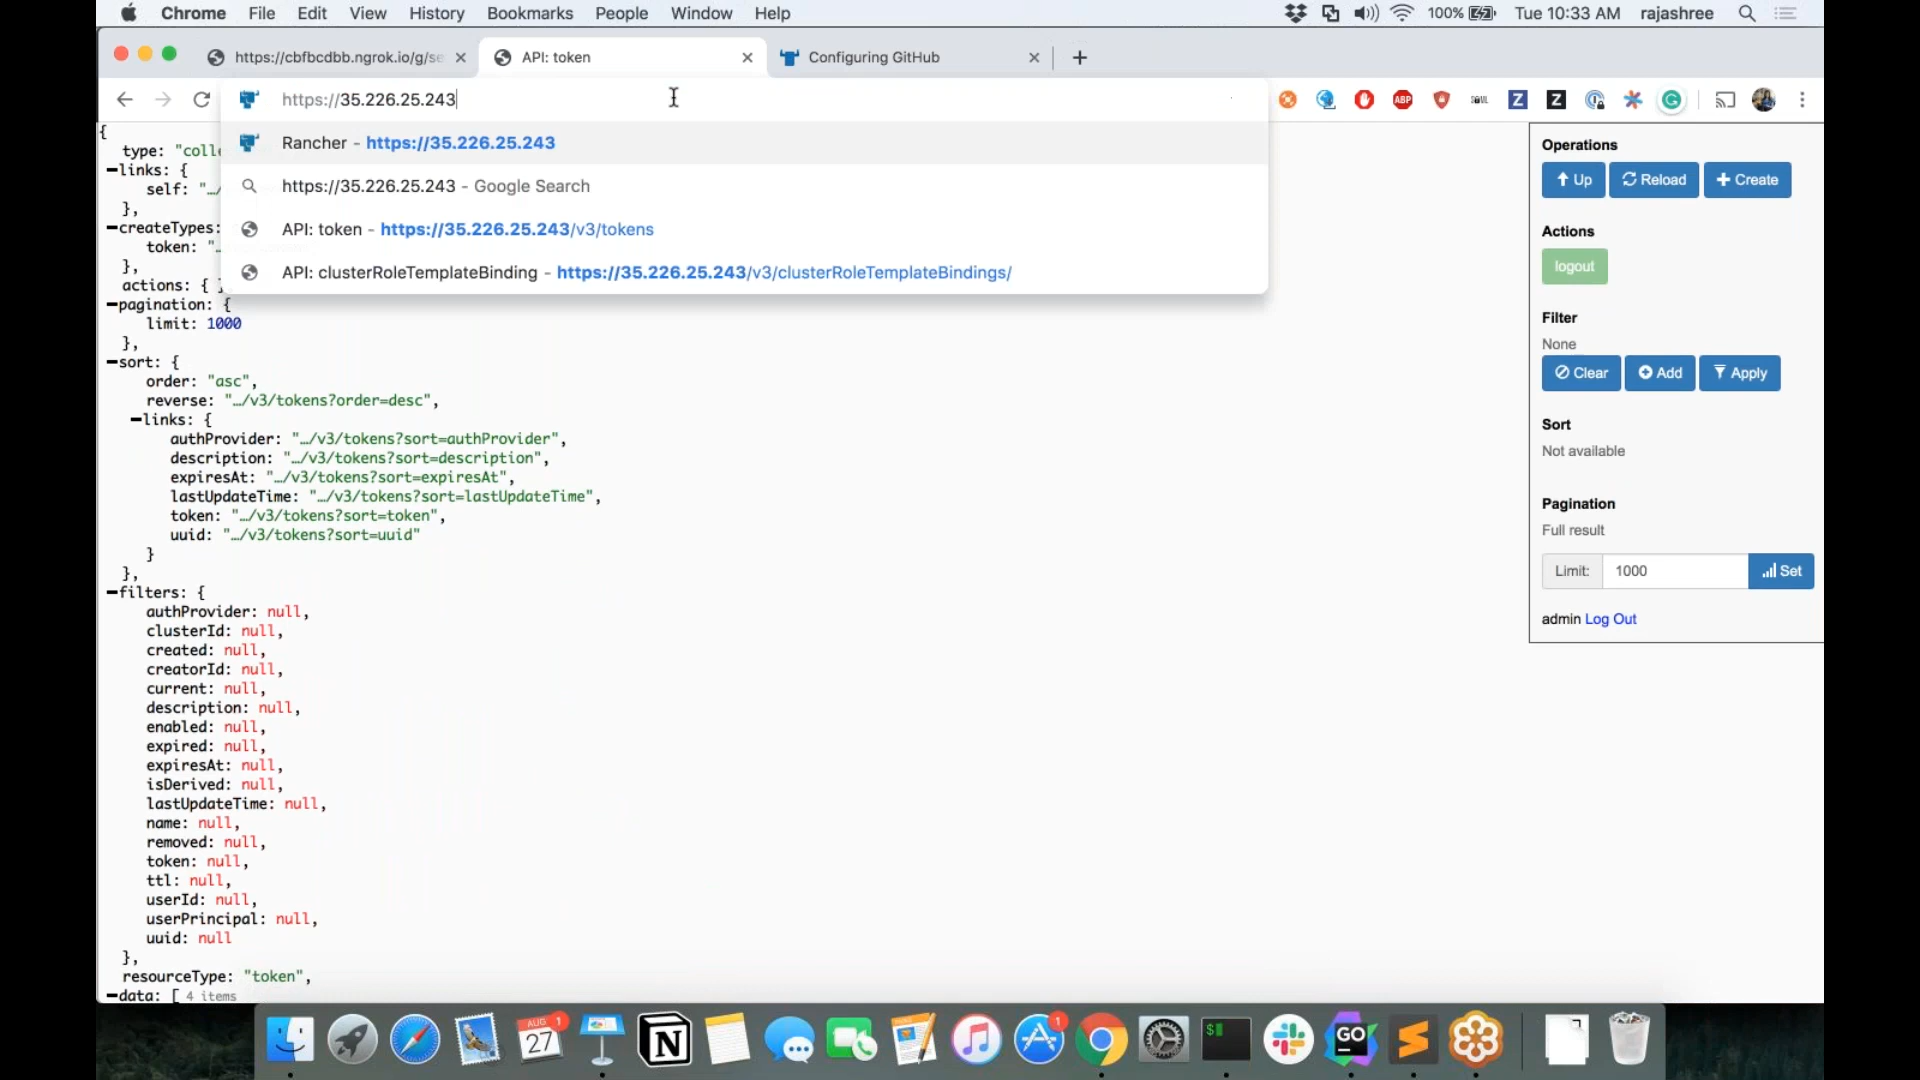 Chrome File Edit View History Bookmarks People Window Help 100% Tue 10:33 AM rajashree
https://cbfbcdbb.ngrok.io/g/se API: token Configuring GitHub
https://35.226.25.243
ABP SAML Z Z
Rancher - https://35.226.25.243
https://35.226.25.243 - Google Search
API: token - https://35.226.25.243/v3/tokens
API: clusterRoleTemplateBinding - https://35.226.25.243/v3/clusterRoleTemplateBindings/
{
type: "colle
links: {
self: "…/
},
createTypes:
token: "…
},
actions: { }
pagination: {
limit: 1000
},
sort: {
order: "asc",
reverse: "…/v3/tokens?order=desc",
links: {
authProvider: "…/v3/tokens?sort=authProvider",
description: "…/v3/tokens?sort=description",
expiresAt: "…/v3/tokens?sort=expiresAt",
lastUpdateTime: "…/v3/tokens?sort=lastUpdateTime",
token: "…/v3/tokens?sort=token",
uuid: "…/v3/tokens?sort=uuid"
}
},
filters: {
authProvider: null,
clusterId: null,
created: null,
creatorId: null,
current: null,
description: null,
enabled: null,
expired: null,
expiresAt: null,
isDerived: null,
lastUpdateTime: null,
name: null,
removed: null,
token: null,
ttl: null,
userId: null,
userPrincipal: null,
uuid: null
},
resourceType: "token",
data: [ 4 items
Operations
Up Reload Create
Actions
logout
Filter
None
Clear Add Apply
Sort
Not available
Pagination
Full result
Limit: 1000 Set
admin Log Out
AUG 1
27
1
$
GO